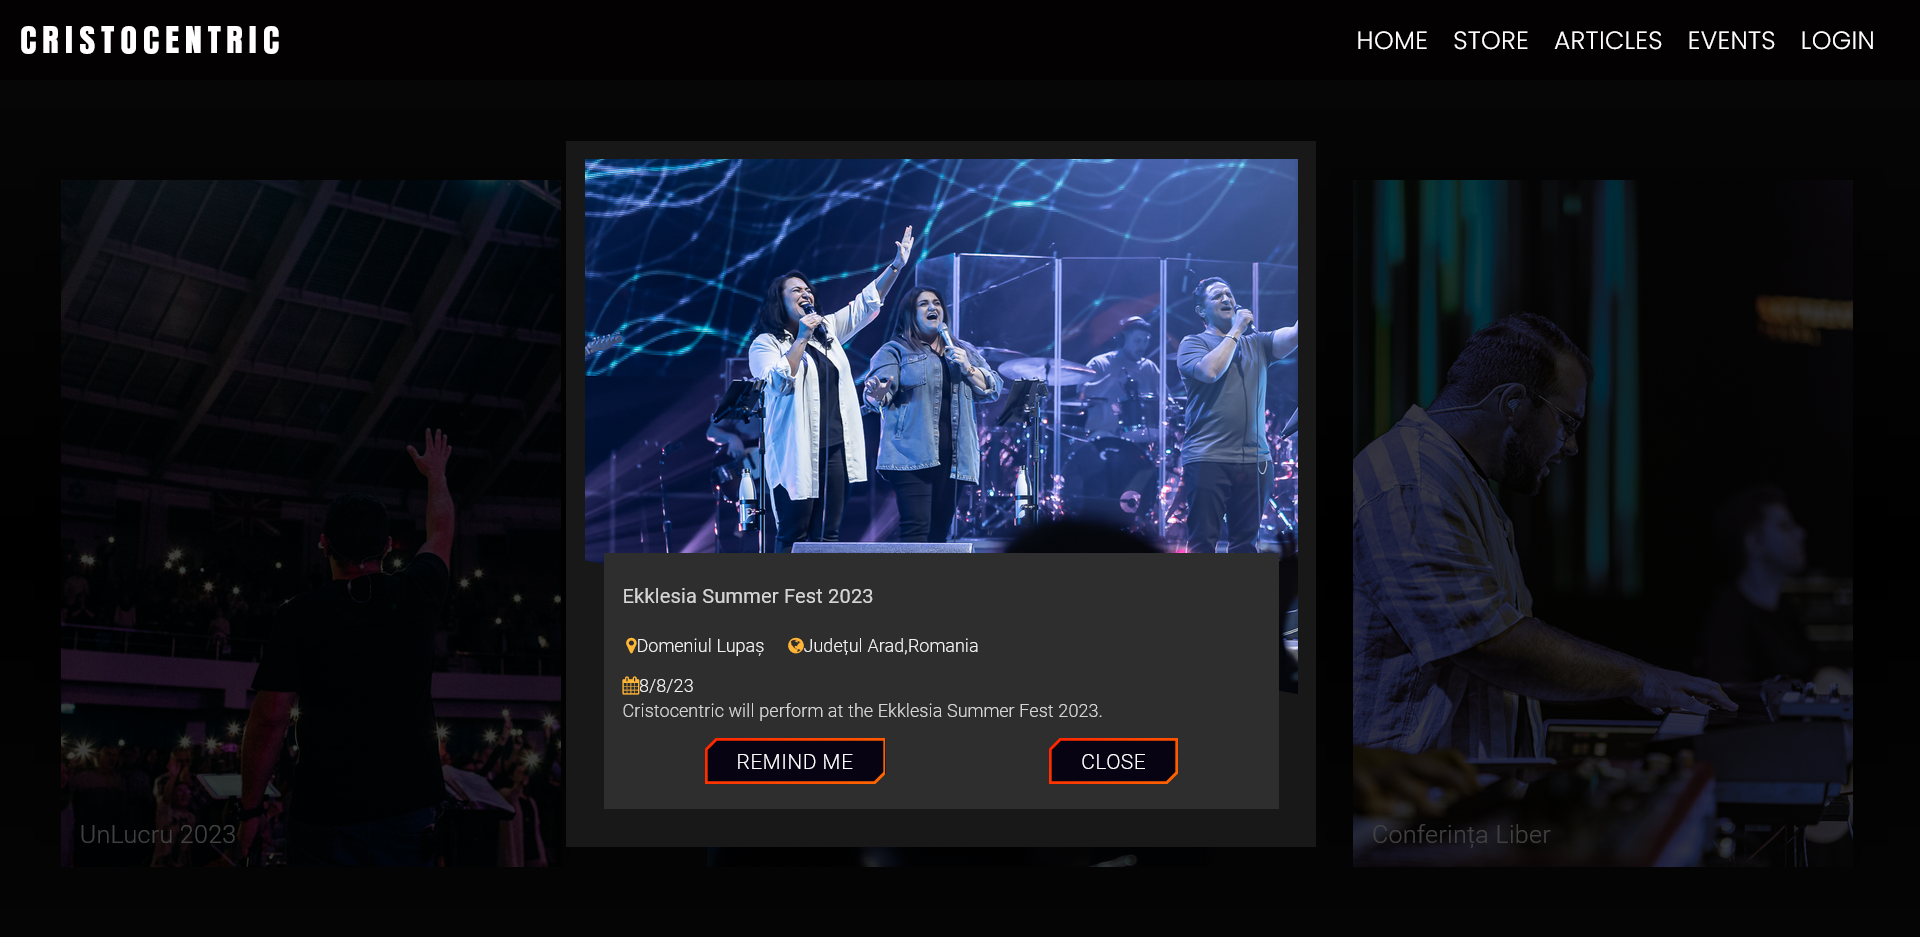 CRISTOCENTRIC
HOME STORE ARTICLES EVENTS LOGIN
Ekklesia Summer Fest 2023
Domeniul Lupaș Județul Arad,Romania
8/8/23
Cristocentric will perform at the Ekklesia Summer Fest 2023.
REMIND ME CLOSE
UnLucru 2023
Conferința Liber